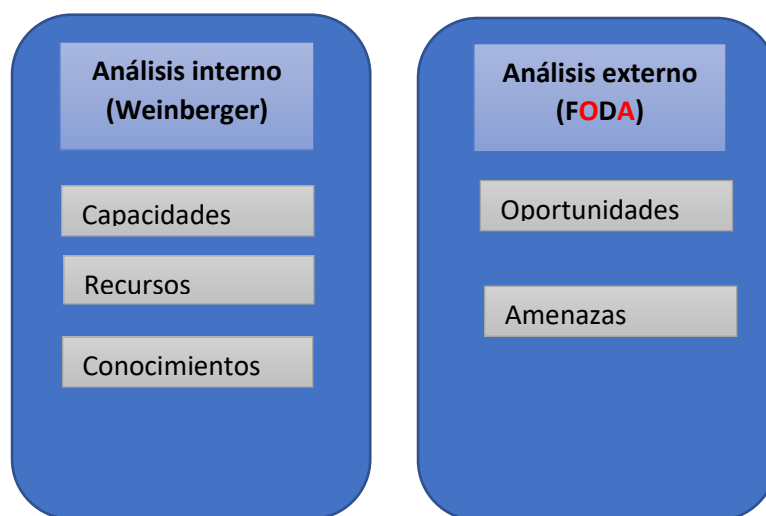 Análisis interno
(Weinberger)
Capacidades
Recursos
Conocimientos
Análisis externo
(FODA)
Oportunidades
Amenazas